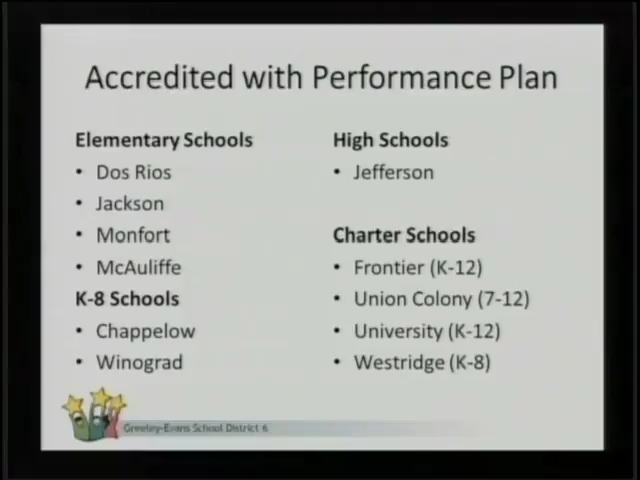 Accredited with Performance Plan
Elementary Schools
• Dos Rios
• Jackson
• Monfort
• McAuliffe
K-8 Schools
• Chappelow
• Winograd
High Schools
• Jefferson
Charter Schools
• Frontier (K-12)
• Union Colony (7-12)
• University (K-12)
• Westridge (K-8)
Greeley-Evans School District 6